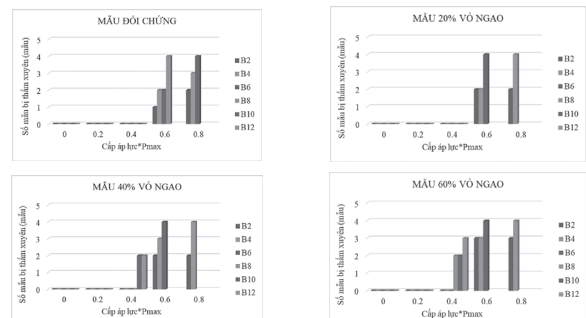 MẪU ĐỐI CHỨNG
Số mẫu bị thấm xuyên (mẫu)
5
4
3
2
1
0
0 0.2 0.4 0.6 0.8
Cấp áp lực*Pmax
B2
B4
B6
B8
B10
B12
MẪU 20% VỎ NGAO
Số mẫu bị thấm xuyên (mẫu)
5
4
3
2
1
0
0 0.2 0.4 0.6 0.8
Cấp áp lực*Pmax
B2
B4
B6
B8
B10
B12
MẪU 40% VỎ NGAO
Số mẫu bị thấm xuyên (mẫu)
5
4
3
2
1
0
0 0.2 0.4 0.6 0.8
Cấp áp lực*Pmax
B2
B4
B6
B8
B10
B12
MẪU 60% VỎ NGAO
Số mẫu bị thấm xuyên (mẫu)
5
4
3
2
1
0
0 0.2 0.4 0.6 0.8
Cấp áp lực*Pmax
B2
B4
B6
B8
B10
B12